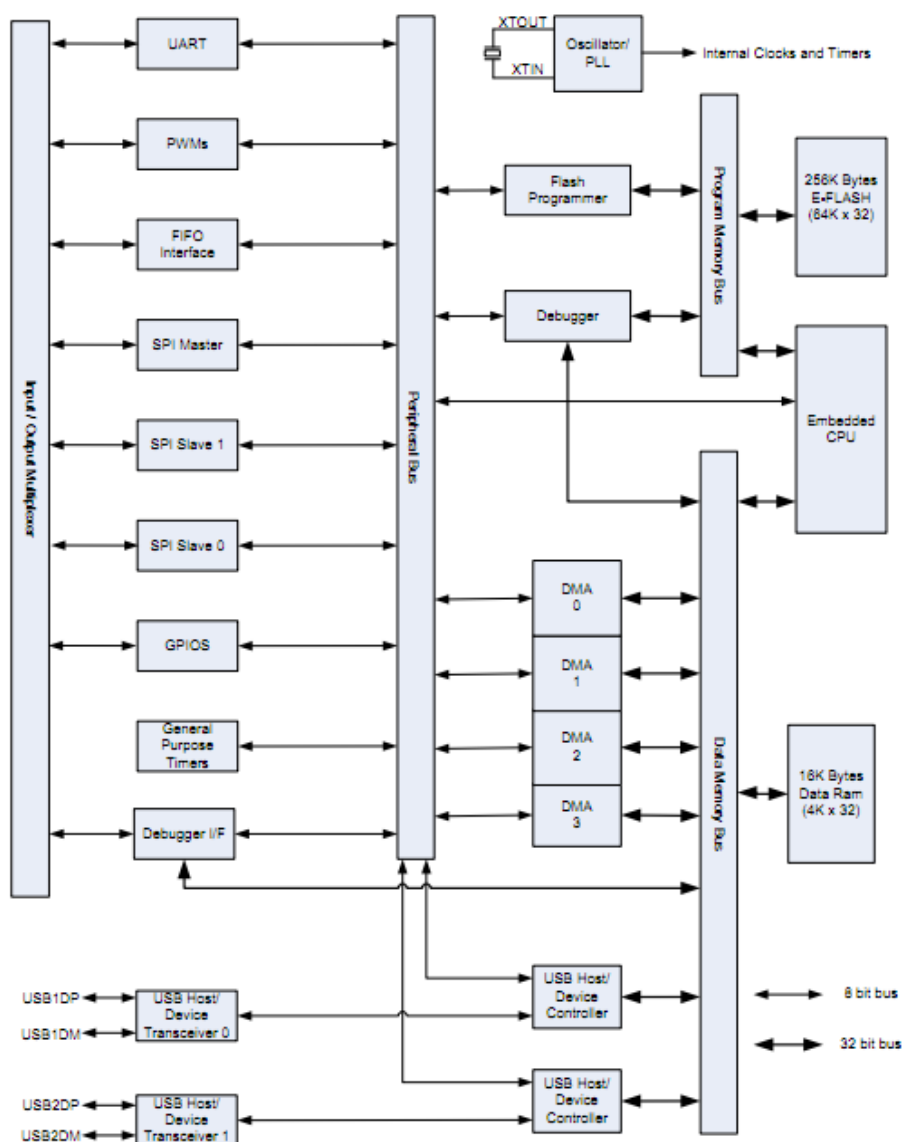 XTOUT
XTIN
Oscillator/
PLL
Internal Clocks and Timers
UART
PWMs
FIFO
Interface
SPI Master
SPI Slave 1
SPI Slave 0
GPIOS
General
Purpose
Timers
Debugger I/F
Input / Output Multiplexer
Peripheral Bus
Flash
Programmer
Debugger
Program Memory Bus
256K Bytes
E-FLASH
(64K x 32)
Embedded
CPU
DMA
0
DMA
1
DMA
2
DMA
3
Data Memory Bus
16K Bytes
Data Ram
(4K x 32)
USB1DP
USB1DM
USB Host/
Device
Transceiver 0
USB Host/
Device
Controller
8 bit bus
32 bit bus
USB2DP
USB2DM
USB Host/
Device
Transceiver 1
USB Host/
Device
Controller